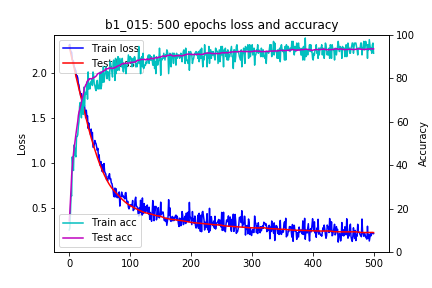 b1_015: 500 epochs loss and accuracy
Train loss
Test loss
Train acc
Test acc
Loss
2.0
1.5
1.0
0.5
Accuracy
100
80
60
40
20
0
0
100
200
300
400
500